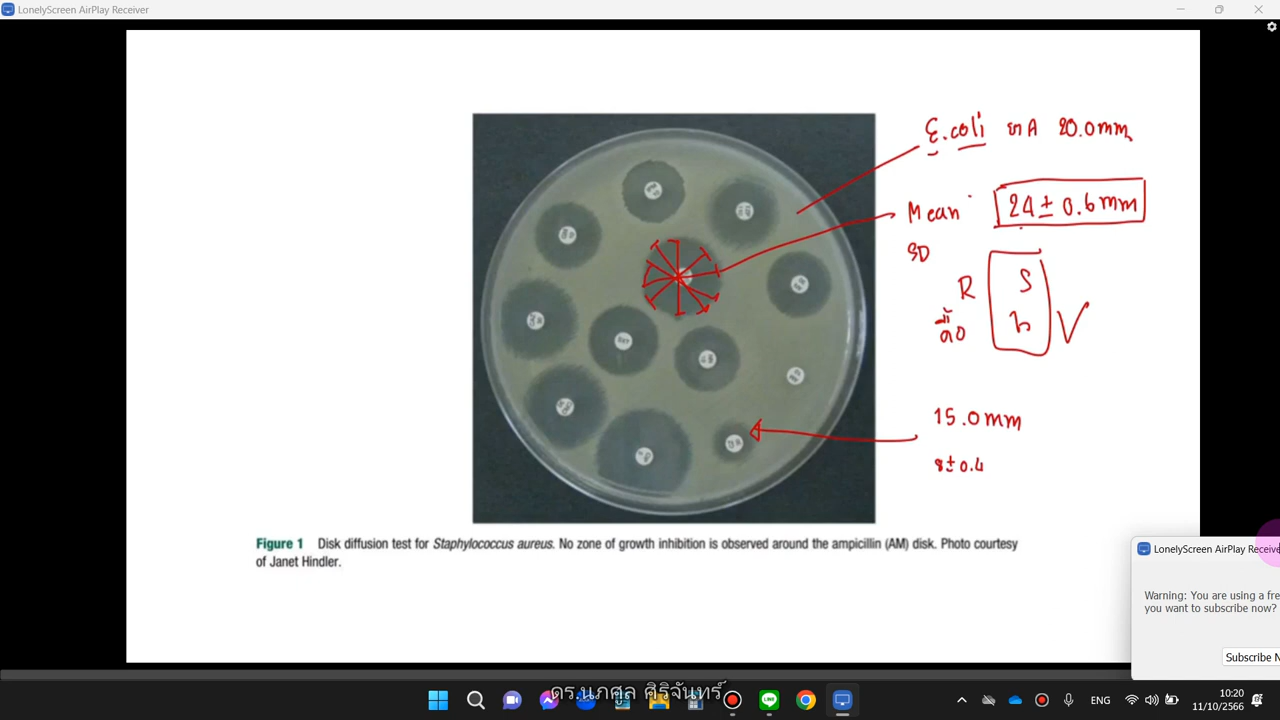 LonelyScreen AirPlay Receiver
E.coli ยา A 20.0mm
Mean 24 ± 0.6 mm
SD
R S
ดื้อ
15.0mm
8±0.4
Figure 1 Disk diffusion test for Staphylococcus aureus. No zone of growth inhibition is observed around the ampicillin (AM) disk. Photo courtesy
of Janet Hindler.
LonelyScreen AirPlay Receive
Warning: You are using a fre
you want to subscribe now?
Subscribe N
ดร.นภศูล ศิริจันทร์
ENG
10:20
11/10/2566